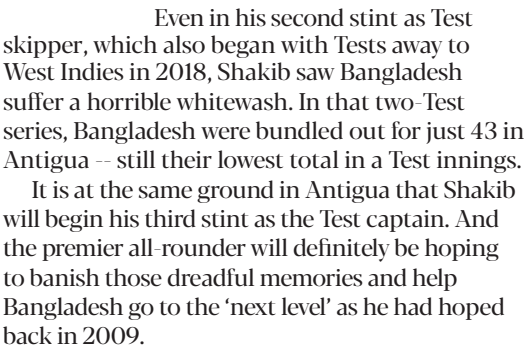 Even in his second stint as Test
skipper, which also began with Tests away to
West Indies in 2018, Shakib saw Bangladesh
suffer a horrible whitewash. In that two-Test
series, Bangladesh were bundled out for just 43 in
Antigua -- still their lowest total in a Test innings.
It is at the same ground in Antigua that Shakib
will begin his third stint as the Test captain. And
the premier all-rounder will definitely be hoping
to banish those dreadful memories and help
Bangladesh go to the ‘next level’ as he had hoped
back in 2009.